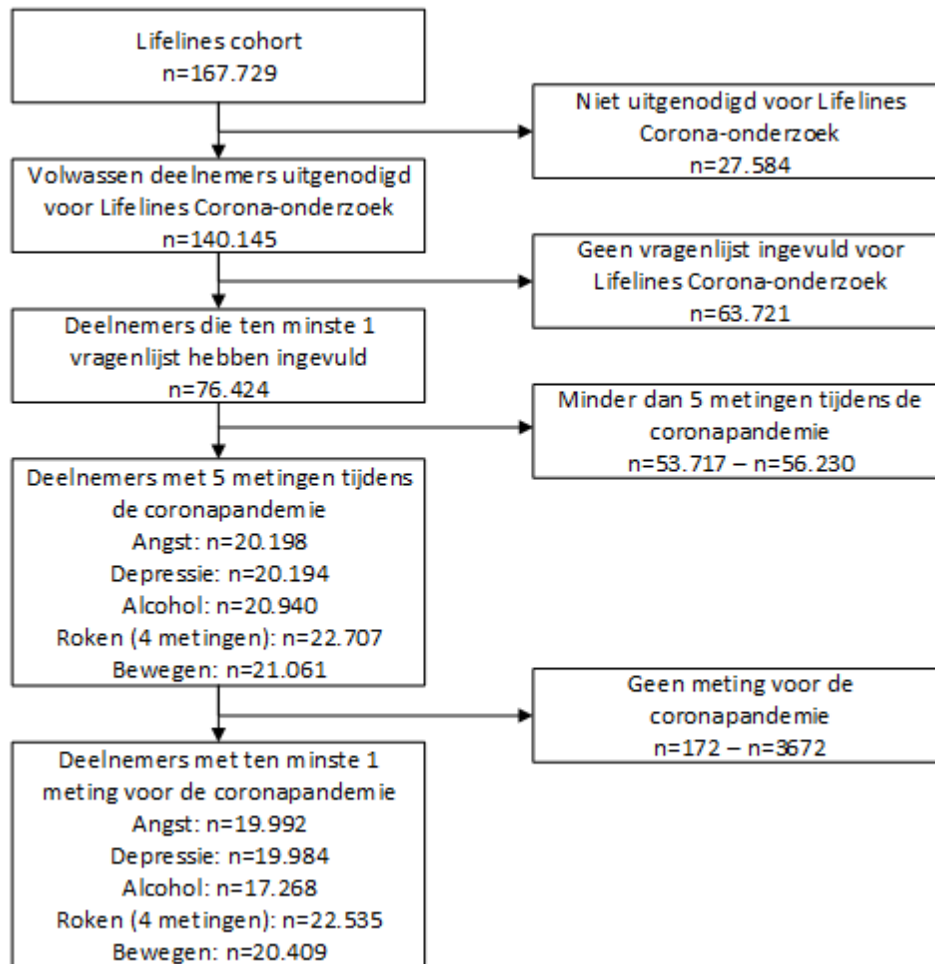 Lifelines cohort
n=167.729
Niet uitgenodigd voor Lifelines
Corona-onderzoek
n=27.584
Volwassen deelnemers uitgenodigd
voor Lifelines Corona-onderzoek
n=140.145
Geen vragenlijst ingevuld voor
Lifelines Corona-onderzoek
n=63.721
Deelnemers die ten minste 1
vragenlijst hebben ingevuld
n=76.424
Minder dan 5 metingen tijdens de
coronapandemie
n=53.717 – n=56.230
Deelnemers met 5 metingen tijdens
de coronapandemie
Angst: n=20.198
Depressie: n=20.194
Alcohol: n=20.940
Roken (4 metingen): n=22.707
Bewegen: n=21.061
Geen meting voor de
coronapandemie
n=172 – n=3672
Deelnemers met ten minste 1
meting voor de coronapandemie
Angst: n=19.992
Depressie: n=19.984
Alcohol: n=17.268
Roken (4 metingen): n=22.535
Bewegen: n=20.409